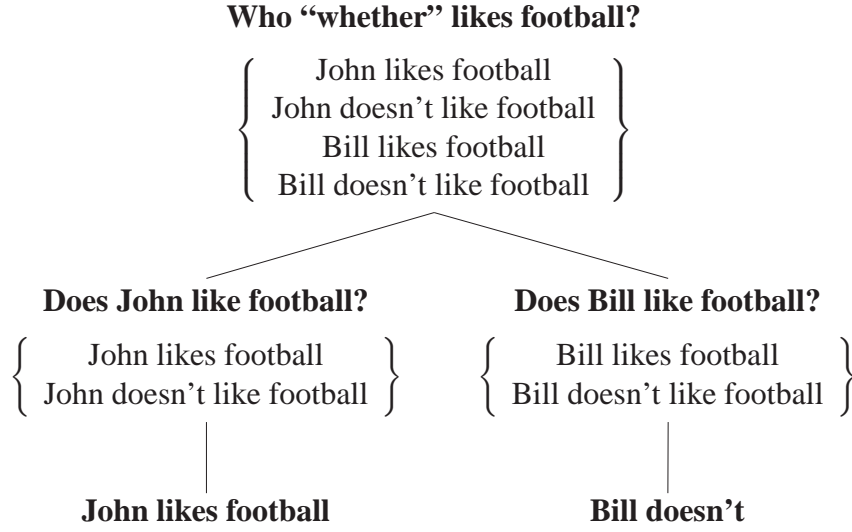 Who “whether” likes football?
John likes football
John doesn't like football
Bill likes football
Bill doesn't like football
Does John like football?
Does Bill like football?
John likes football
Bill likes football
John doesn’t like football
Bill doesn’t like football
John likes football
Bill doesn’t